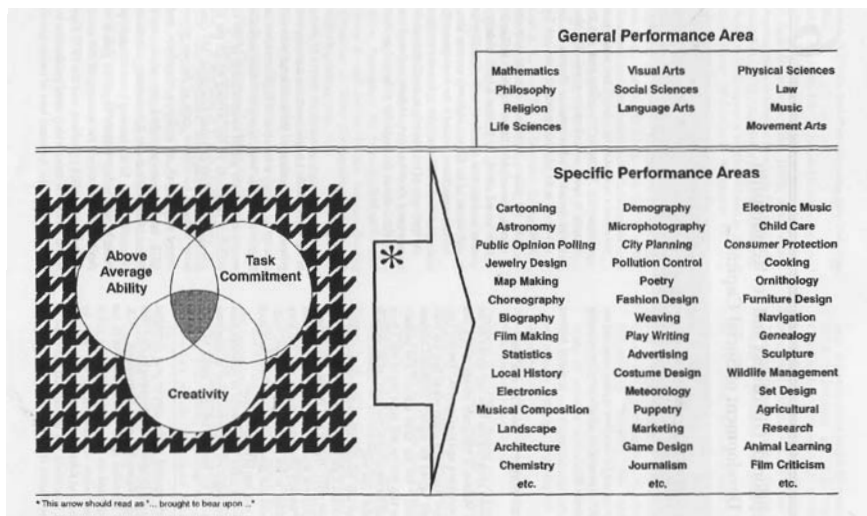 General Performance Area
Mathematics Visual Arts Physical Sciences
Philosophy Social Sciences Law
Religion Language Arts Music
Life Sciences Movement Arts
Specific Performance Areas
Cartooning Demography Electronic Music
Astronomy Microphotography Child Care
Public Opinion Polling City Planning Consumer Protection
Jewelry Design Pollution Control Cooking
Map Making Poetry Ornithology
Choreography Fashion Design Furniture Design
Biography Weaving Navigation
Film Making Play Writing Genealogy
Statistics Advertising Sculpture
Local History Costume Design Wildlife Management
Electronics Meteorology Set Design
Musical Composition Puppetry Agricultural
Landscape Marketing Research
Architecture Game Design Animal Learning
Chemistry Journalism Film Criticism
etc. etc. etc.
Above
Average
Ability
Task
Commitment
Creativity
*
* This arrow should read as "... brought to bear upon ..."